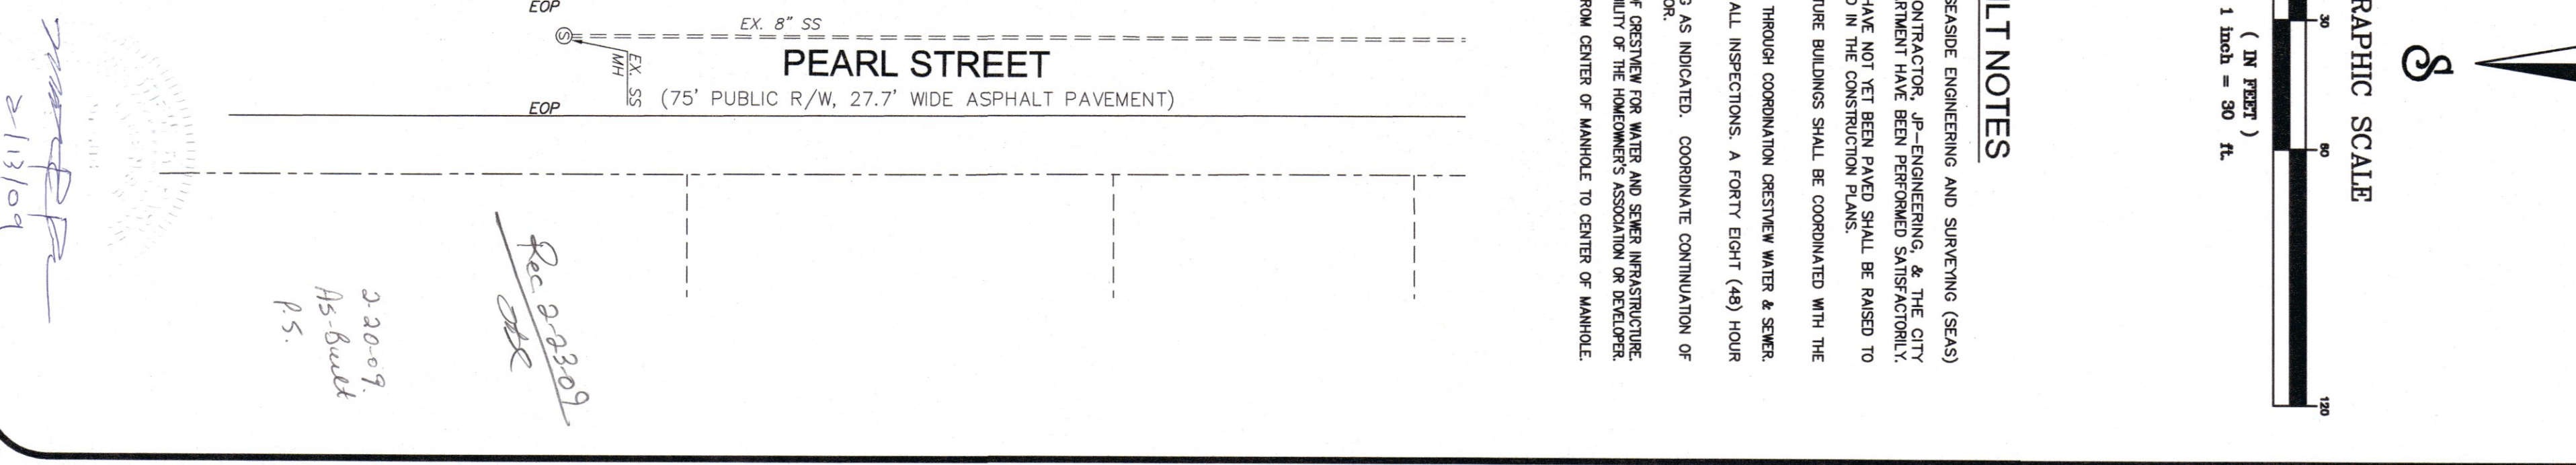 EOP
EX. 8" SS
S
PEARL STREET
EX. SS
MH
(75' PUBLIC R/W, 27.7' WIDE ASPHALT PAVEMENT)
EOP
2/13/09
2-20-09.
As-Built
P.S.
Rec 2-23-09
RAPHIC SCALE
30
60
120
( IN FEET )
1 inch = 30 ft.
S
ILT NOTES
SEASIDE ENGINEERING AND SURVEYING (SEAS)
ONTRACTOR, JP-ENGINEERING, & THE CITY
RTMENT HAVE BEEN PERFORMED SATISFACTORILY.
HAVE NOT YET BEEN PAVED SHALL BE RAISED TO
D IN THE CONSTRUCTION PLANS.
TURE BUILDINGS SHALL BE COORDINATED WITH THE
THROUGH COORDINATION CRESTVIEW WATER & SEWER.
ALL INSPECTIONS. A FORTY EIGHT (48) HOUR
G AS INDICATED. COORDINATE CONTINUATION OF
OR.
OF CRESTVIEW FOR WATER AND SEWER INFRASTRUCTURE.
BILITY OF THE HOMEOWNER'S ASSOCIATION OR DEVELOPER.
ROM CENTER OF MANHOLE TO CENTER OF MANHOLE.